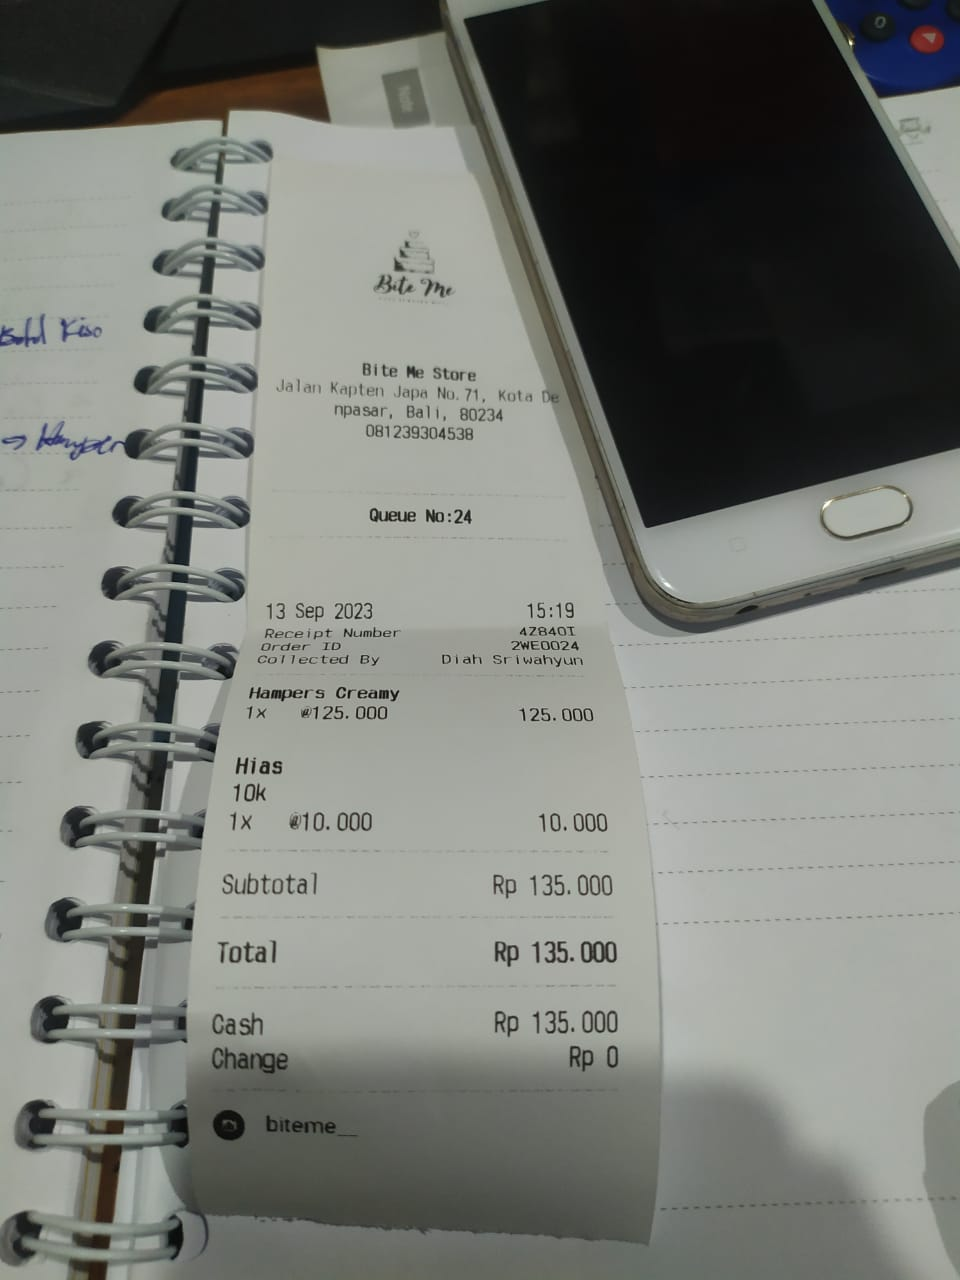 Note
Bite Me
Bite Me Store
Jalan Kapten Japa No.71, Kota De
npasar, Bali, 80234
081239304538
Queue No:24
13 Sep 2023 15:19
Receipt Number 4Z840I
Order ID 2WE0024
Collected By Diah Sriwahyun
Hampers Creamy
1x @125.000 125.000
Hias
10k
1x @10.000 10.000
Subtotal Rp 135.000
Total Rp 135.000
Cash Rp 135.000
Change Rp 0
biteme__